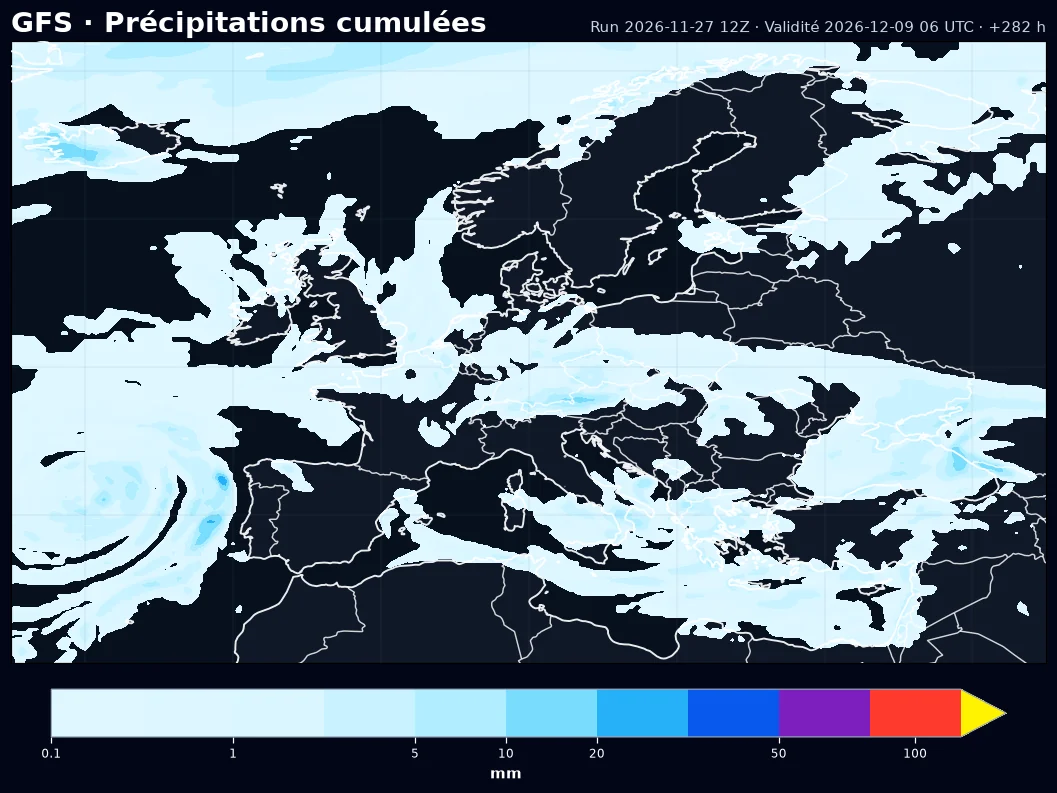 GFS · Précipitations cumulées
Run 2026-11-27 12Z · Validité 2026-12-09 06 UTC · +282 h
0.1 1 5 10 20 50 100
mm